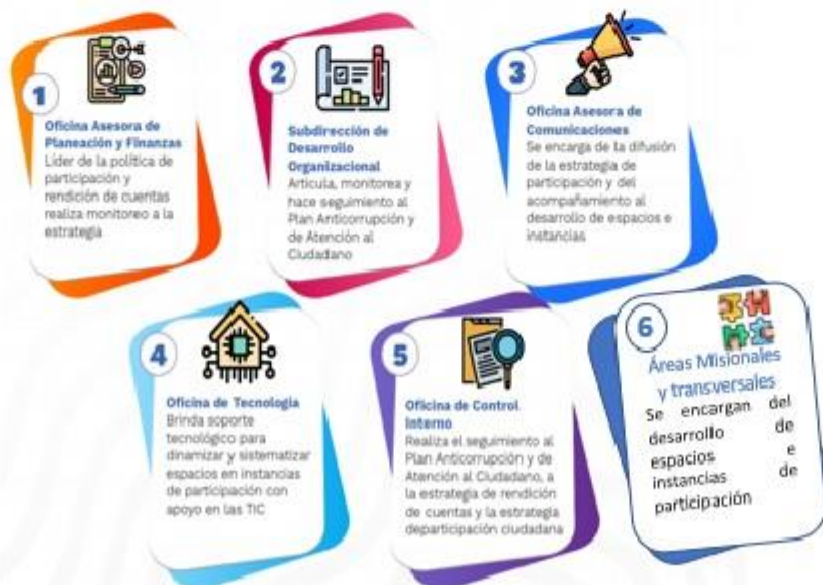 1
Oficina Asesora de
Planeación y Finanzas
Líder de la política de
participación y
rendición de cuentas
realiza monitoreo a la
estrategia
2
Subdirección de
Desarrollo
Organizacional
Articula, monitorea y
hace seguimiento al
Plan Anticorrupción y
de Atención al
Ciudadano
3
Oficina Asesora de
Comunicaciones
Se encarga de la difusión
de la estrategia de
participación y del
acompañamiento al
desarrollo de espacios e
instancias
4
Oficina de Tecnologia
Brinda soporte
tecnológico para
dinamizar y sistematizar
espacios em instancias
de participación con
apoyo en las TIC
5
Oficina de Control
Interno
Realiza el seguimiento al
Plan Anticorrupción y de
Atención al Ciudadano, a
la estrategia de rendición
de cuentas y la estrategia
departicipación ciudadana
6
Áreas Misionales
y transversales
Se encargan del
desarrollo de
espacios e
instancias de
participación